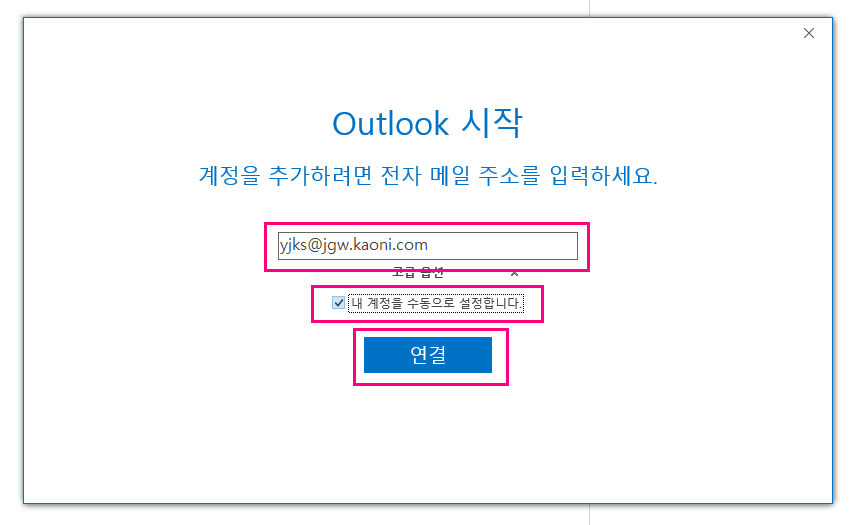 Outlook 시작
계정을 추가하려면 전자 메일 주소를 입력하세요.
yjks@jgw.kaoni.com
고급 옵션
내 계정을 수동으로 설정합니다.
연결